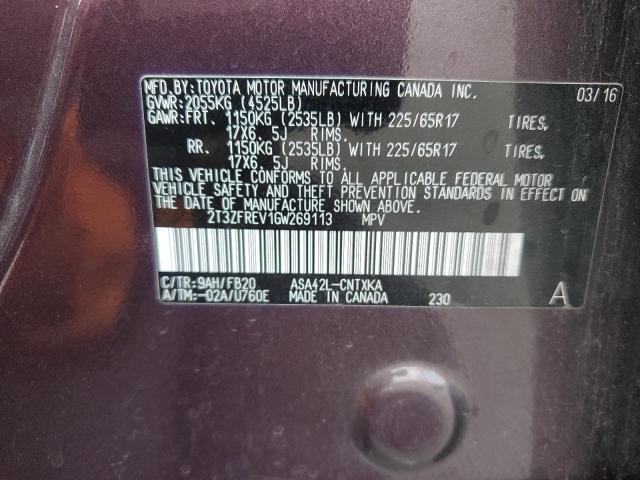 MFD.BY:TOYOTA MOTOR MANUFACTURING CANADA INC. 03/16
GVWR:2055KG (4525LB)
GAWR:FRT. 1150KG (2535LB) WITH 225/65R17 TIRES,
17X6.5J RIMS.
RR. 1150KG (2535LB) WITH 225/65R17 TIRES,
17X6.5J RIMS.
THIS VEHICLE CONFORMS TO ALL APPLICABLE FEDERAL MOTOR
VEHICLE SAFETY AND THEFT PREVENTION STANDARDS IN EFFECT ON
THE DATE OF MANUFACTURE SHOWN ABOVE.
2T3ZFREV1GW269113 MPV
C/TR:9AH/FB20 ASA42L-CNTXKA
A/TM:-02A/U760E MADE IN CANADA 230 A